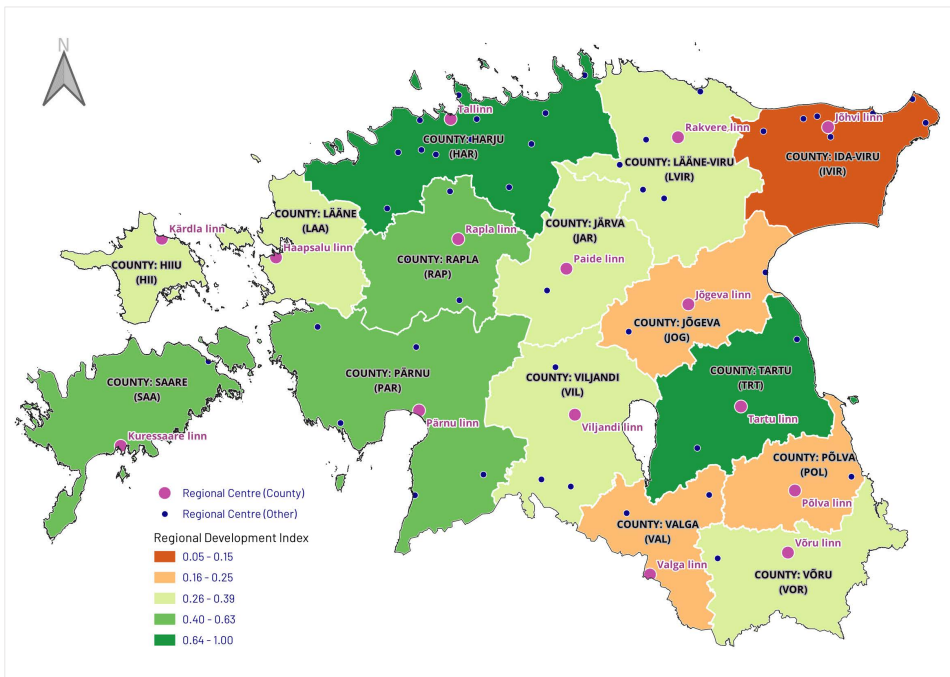 N
Tallinn
COUNTY: HARJU
(HAR)
Rakvere linn
COUNTY: LÄÄNE-VIRU
(LVIR)
Jõhvi linn
COUNTY: IDA-VIRU
(IVIR)
COUNTY: LÄÄNE
(LAA)
Haapsalu linn
Kärdla linn
COUNTY: HIIU
(HII)
Rapla linn
COUNTY: RAPLA
(RAP)
COUNTY: JÄRVA
(JAR)
Paide linn
Jõgeva linn
COUNTY: JÕGEVA
(JOG)
COUNTY: SAARE
(SAA)
Kuressaare linn
COUNTY: PÄRNU
(PAR)
Pärnu linn
COUNTY: VILJANDI
(VIL)
Viljandi linn
COUNTY: TARTU
(TRT)
Tartu linn
COUNTY: PÕLVA
(POL)
Põlva linn
COUNTY: VALGA
(VAL)
Valga linn
Võru linn
COUNTY: VÕRU
(VOR)
Regional Centre (County)
Regional Centre (Other)
Regional Development Index
0.05 - 0.15
0.16 - 0.25
0.26 - 0.39
0.40 - 0.63
0.64 - 1.00